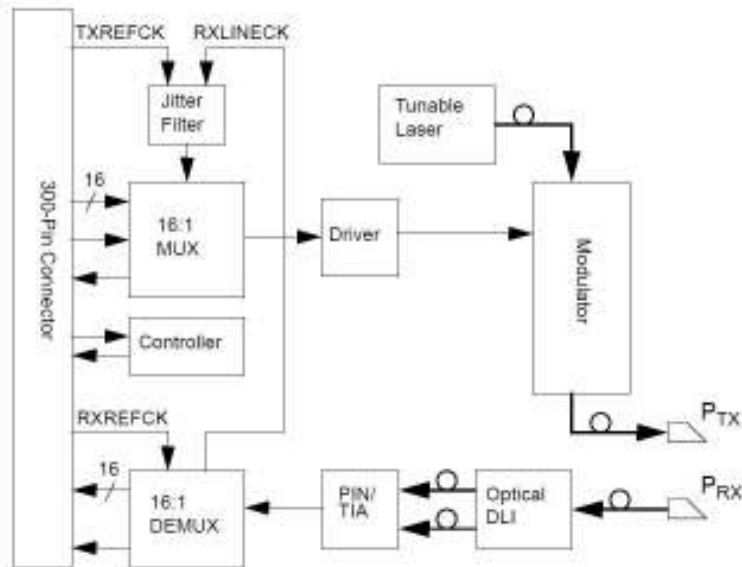 TXREFCK
RXLINECK
Jitter
Filter
Tunable
Laser
300-Pin Connector
16
16:1
MUX
Driver
Modulator
Controller
RXREFCK
PTX
16
16:1
DEMUX
PIN/
TIA
Optical
DLI
PRX